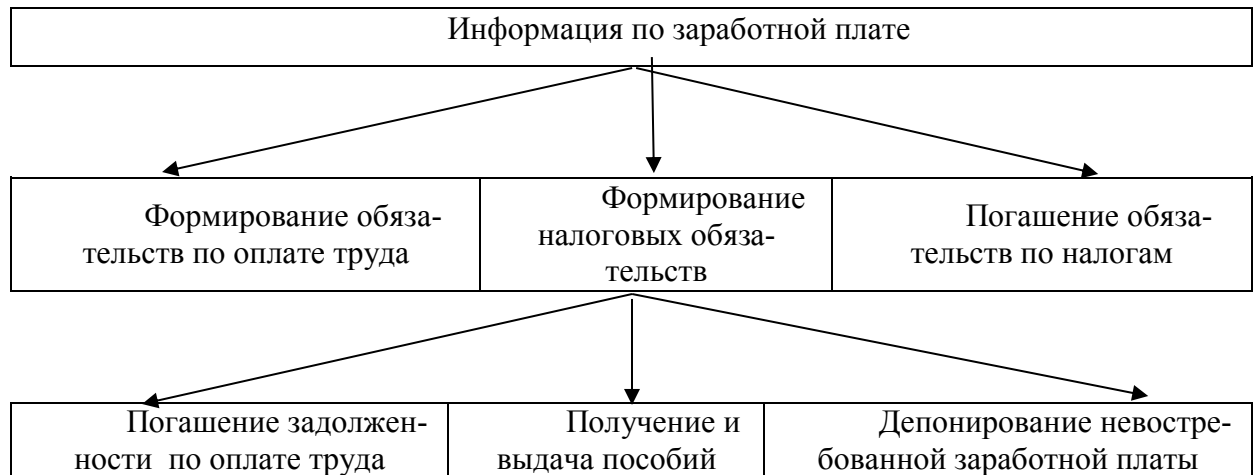 Информация по заработной плате
Формирование обяза-
тельств по оплате труда
Формирование
налоговых обяза-
тельств
Погашение обяза-
тельств по налогам
Погашение задолжен-
ности по оплате труда
Получение и
выдача пособий
Депонирование невостре-
бованной заработной платы